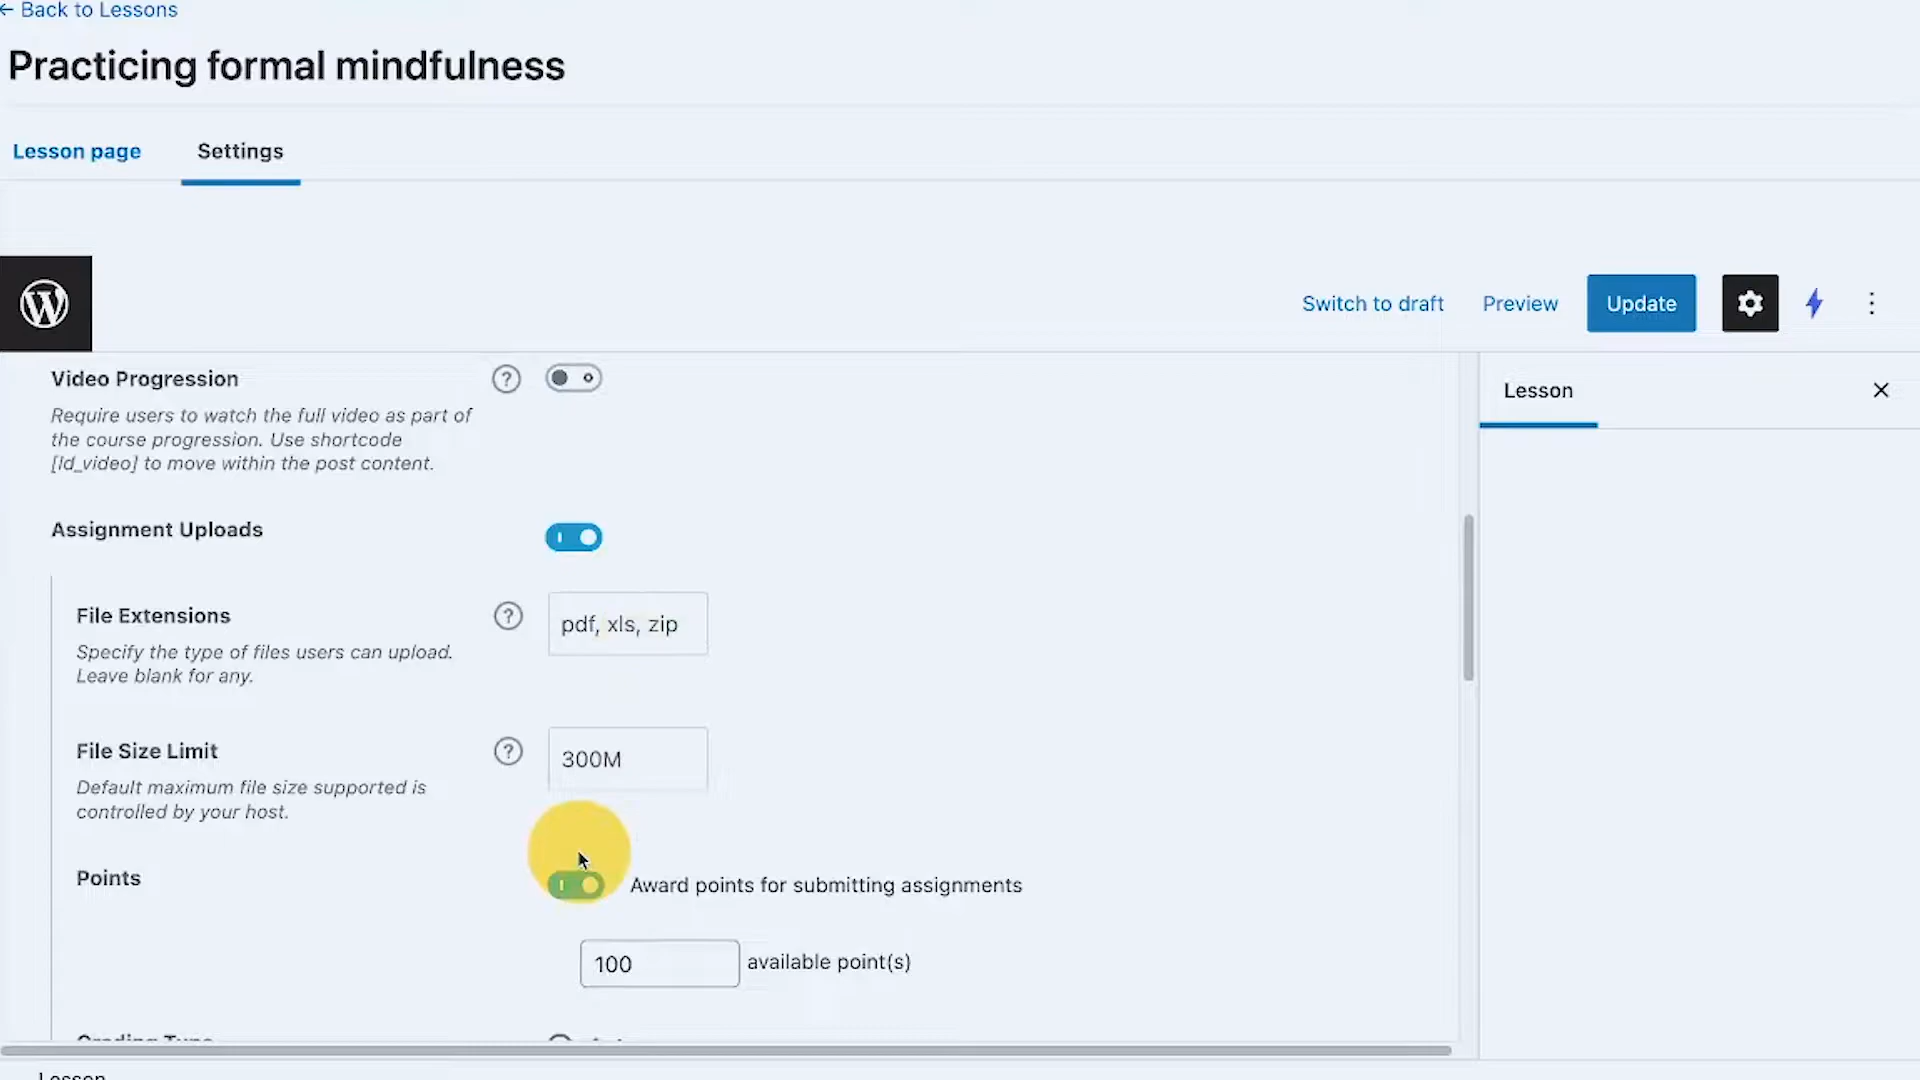 ← Back to Lessons
Practicing formal mindfulness
Lesson page
Settings
Switch to draft
Preview
Update
Video Progression
Require users to watch the full video as part of
the course progression. Use shortcode
[ld_video] to move within the post content.
Lesson
Assignment Uploads
File Extensions
pdf, xls, zip
Specify the type of files users can upload.
Leave blank for any.
File Size Limit
300M
Default maximum file size supported is
controlled by your host.
Points
Award points for submitting assignments
100
available point(s)
Grading Type
Lesson